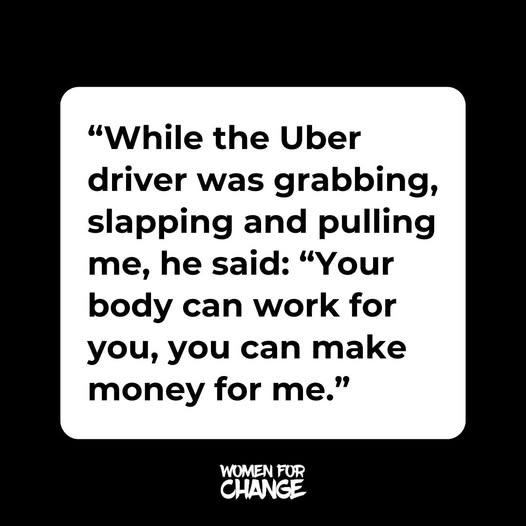 “While the Uber
driver was grabbing,
slapping and pulling
me, he said: “Your
body can work for
you, you can make
money for me.”
WOMEN FOR
CHANGE